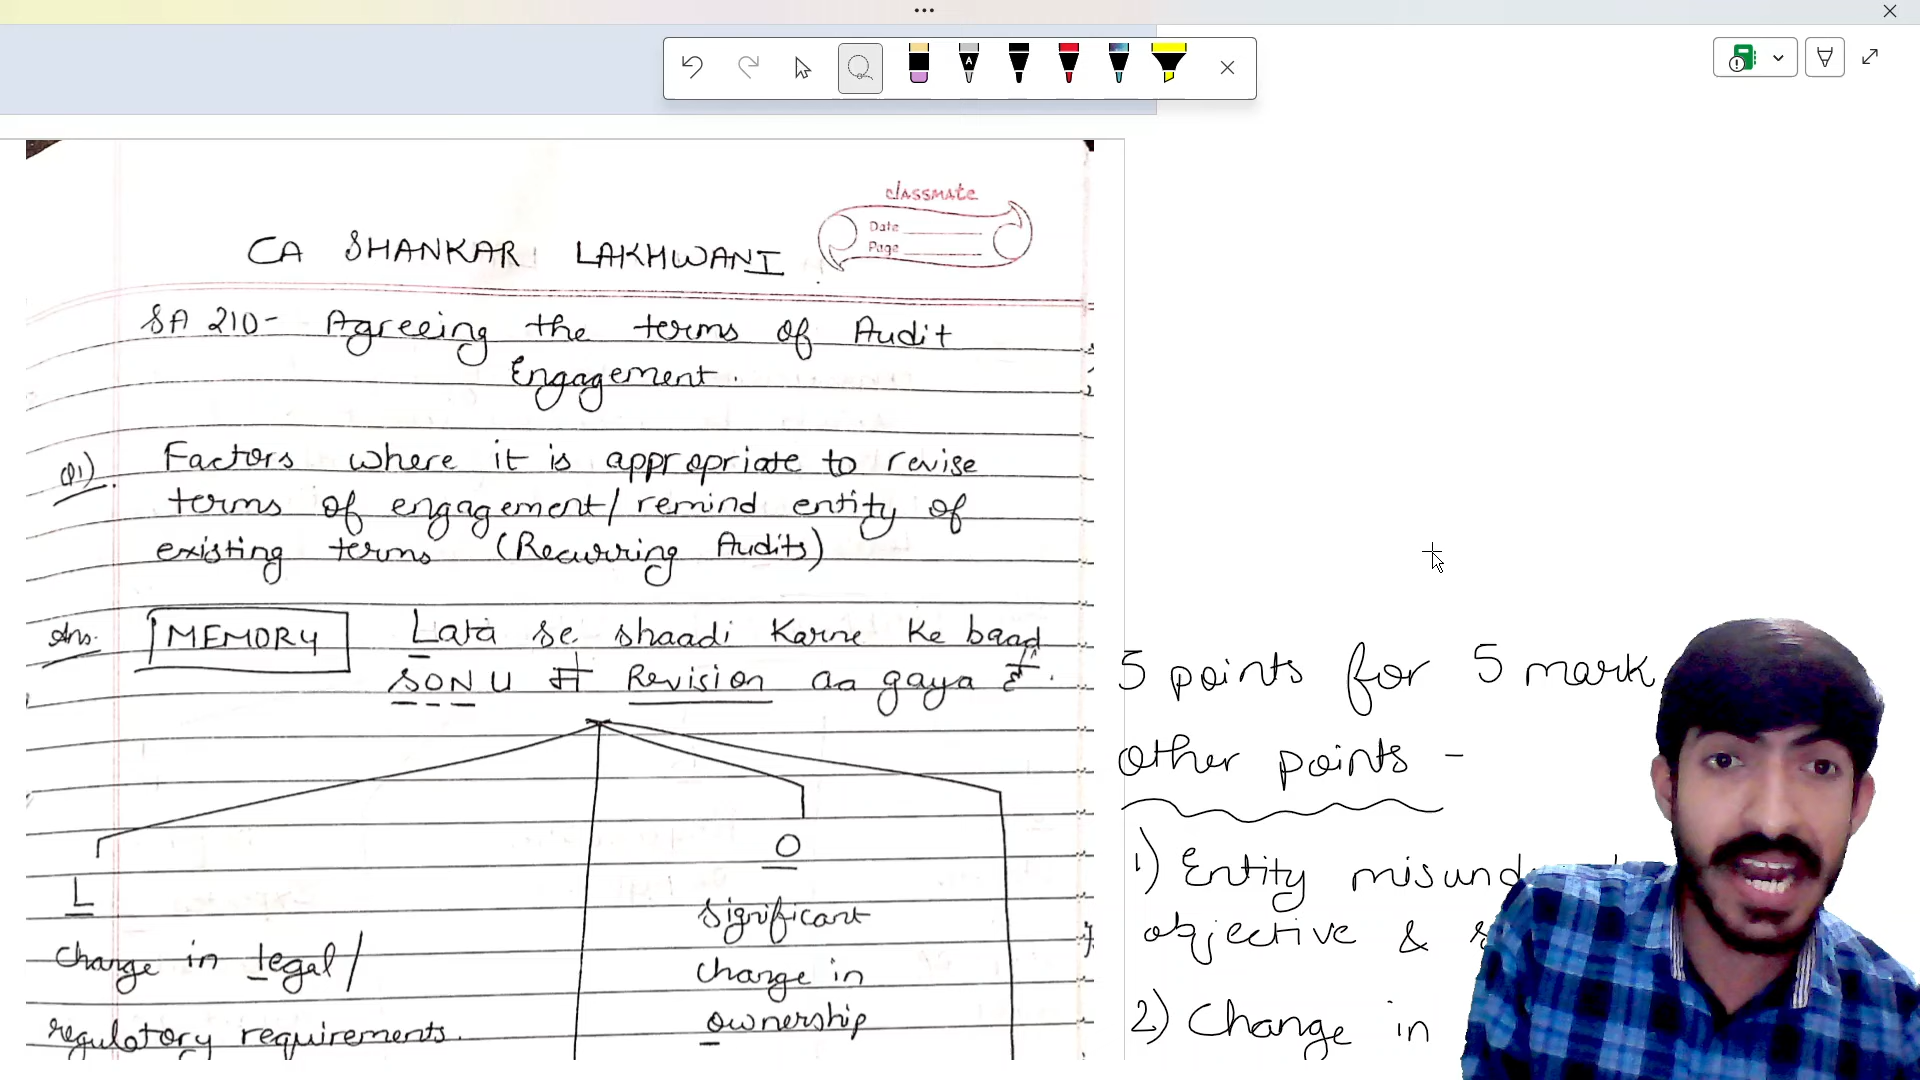 classmate
Date
Page
CA SHANKAR LAKHWANI
SA 210- Agreeing the terms of Audit
Engagement.
Q1). Factors where it is appropriate to revise
terms of engagement/remind entity of
existing terms (Recurring Audits)
Ans. MEMORY Lata se shaadi Karne ke baad
SONU में Revision aa gaya है.
5 points for 5 mark
other points -
L
O
change in legal/
regulatory requirements.
significant
change in
ownership
1) Entity
objective &
2) Change in